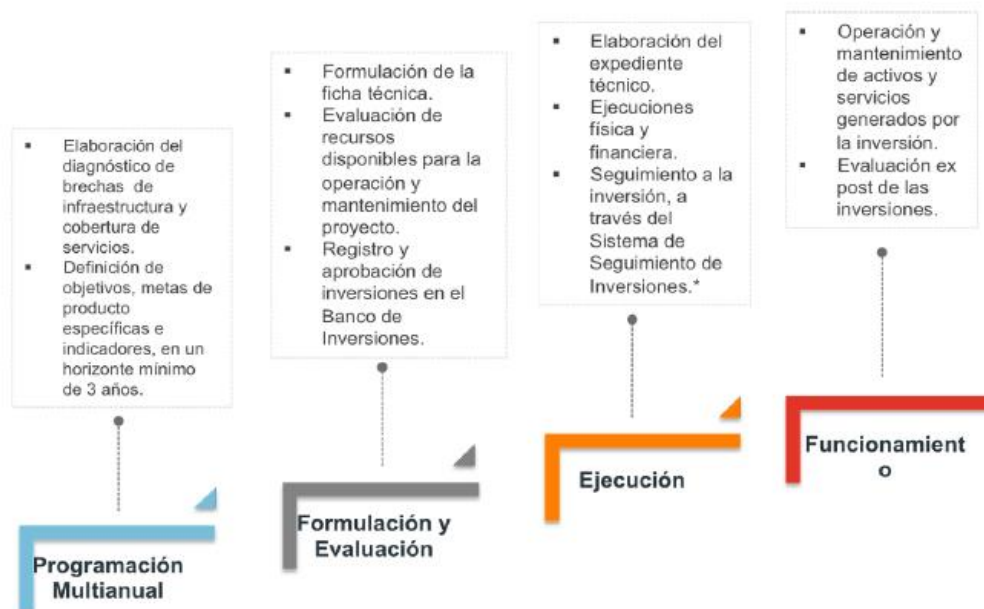 ▪ Elaboración del
diagnóstico de
brechas de
infraestructura y
cobertura de
servicios.
▪ Definición de
objetivos, metas de
producto
específicas e
indicadores, en un
horizonte mínimo
de 3 años.
Programación
Multianual
▪ Formulación de la
ficha técnica.
▪ Evaluación de
recursos
disponibles para la
operación y
mantenimiento del
proyecto.
▪ Registro y
aprobación de
inversiones en el
Banco de
Inversiones.
Formulación y
Evaluación
▪ Elaboración del
expediente
técnico.
▪ Ejecuciones
física y
financiera.
▪ Seguimiento a la
inversión, a
través del
Sistema de
Seguimiento de
Inversiones.*
Ejecución
▪ Operación y
mantenimiento
de activos y
servicios
generados por
la inversión.
▪ Evaluación ex
post de las
inversiones.
Funcionamient
o